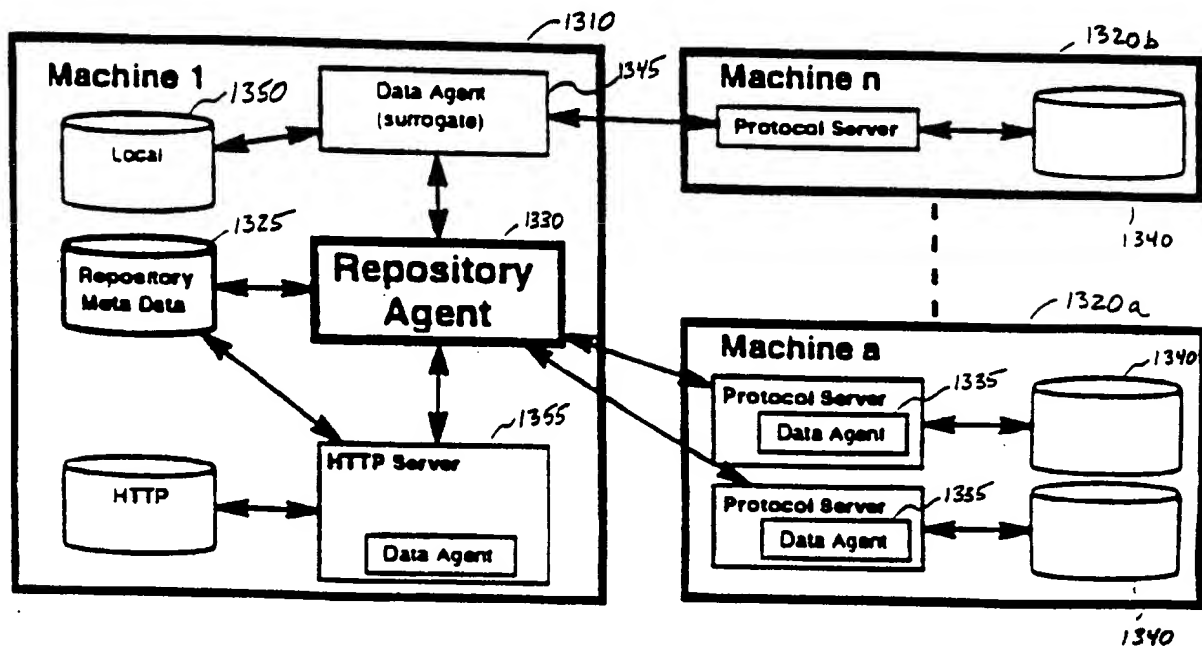 1310
Machine 1
1350
Local
Data Agent
(surrogate)
1345
1325
Repository
Meta Data
1330
Repository
Agent
1355
HTTP Server
Data Agent
HTTP
1320b
Machine n
Protocol Server
1340
1320a
Machine a
Protocol Server
1335
Data Agent
1340
Protocol Server
1335
Data Agent
1340